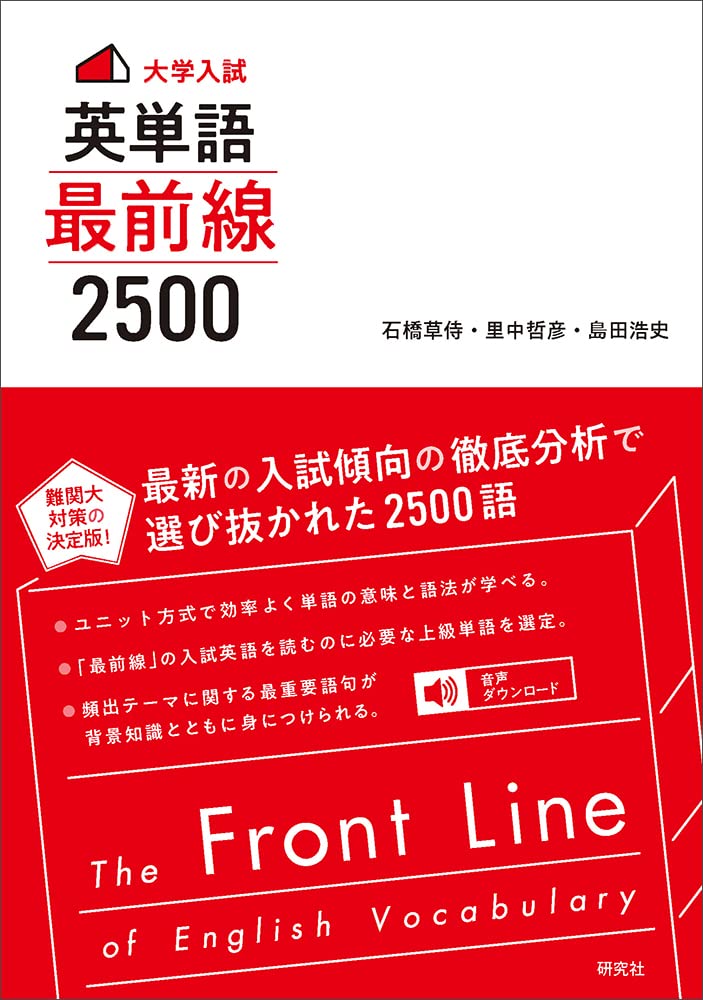 大学入試
英単語
最前線
2500
石橋草侍・里中哲彦・島田浩史
難関大
対策の
決定版!
最新の入試傾向の徹底分析で
選び抜かれた2500語
● ユニット方式で効率よく単語の意味と語法が学べる。
●「最前線」の入試英語を読むのに必要な上級単語を選定。
● 頻出テーマに関する最重要語句が
背景知識とともに身につけられる。
音声
ダウンロード
The Front Line
of English Vocabulary
研究社